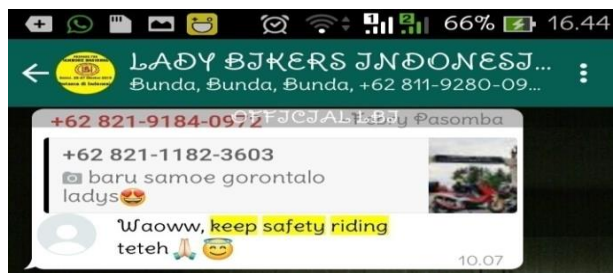 66% 16.44
LADY BIKERS INDONESI...
Bunda, Bunda, Bunda, +62 811-9280-09...
OFFICIAL LBI
+62 821-9184-0972 Pasomba
+62 821-1182-3603
baru samoe gorontalo
ladys😍
Waoww, keep safety riding
teteh 🙏 😇
10.07